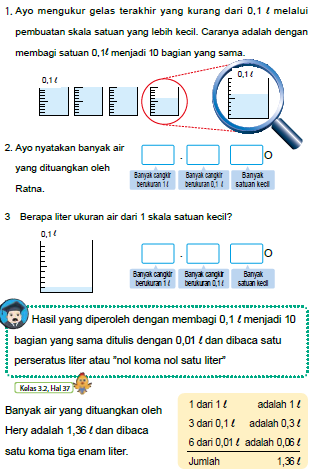 1. Ayo mengukur gelas terakhir yang kurang dari 0,1 ℓ melalui
pembuatan skala satuan yang lebih kecil. Caranya adalah dengan
membagi satuan 0,1ℓ menjadi 10 bagian yang sama.
0,1 ℓ
0,1 ℓ
2. Ayo nyatakan banyak air
yang dituangkan oleh
Ratna.
.
Banyak cangkir
berukuran 1ℓ
Banyak cangkir
berukuran 0,1 ℓ
Banyak
satuan kecil
3 Berapa liter ukuran air dari 1 skala satuan kecil?
0,1 ℓ
.
Banyak cangkir
berukuran 1 ℓ
Banyak cangkir
berukuran 0,1 ℓ
Banyak
satuan kecil
Hasil yang diperoleh dengan membagi 0,1 ℓ menjadi 10
bagian yang sama ditulis dengan 0,01 ℓ dan dibaca satu
perseratus liter atau "nol koma nol satu liter"
Kelas 3.2, Hal 37
Banyak air yang dituangkan oleh
Hery adalah 1,36 ℓ dan dibaca
satu koma tiga enam liter.
1 dari 1 ℓ adalah 1 ℓ
3 dari 0,1 ℓ adalah 0,3 ℓ
6 dari 0,01 ℓ adalah 0,06 ℓ
Jumlah 1,36 ℓ